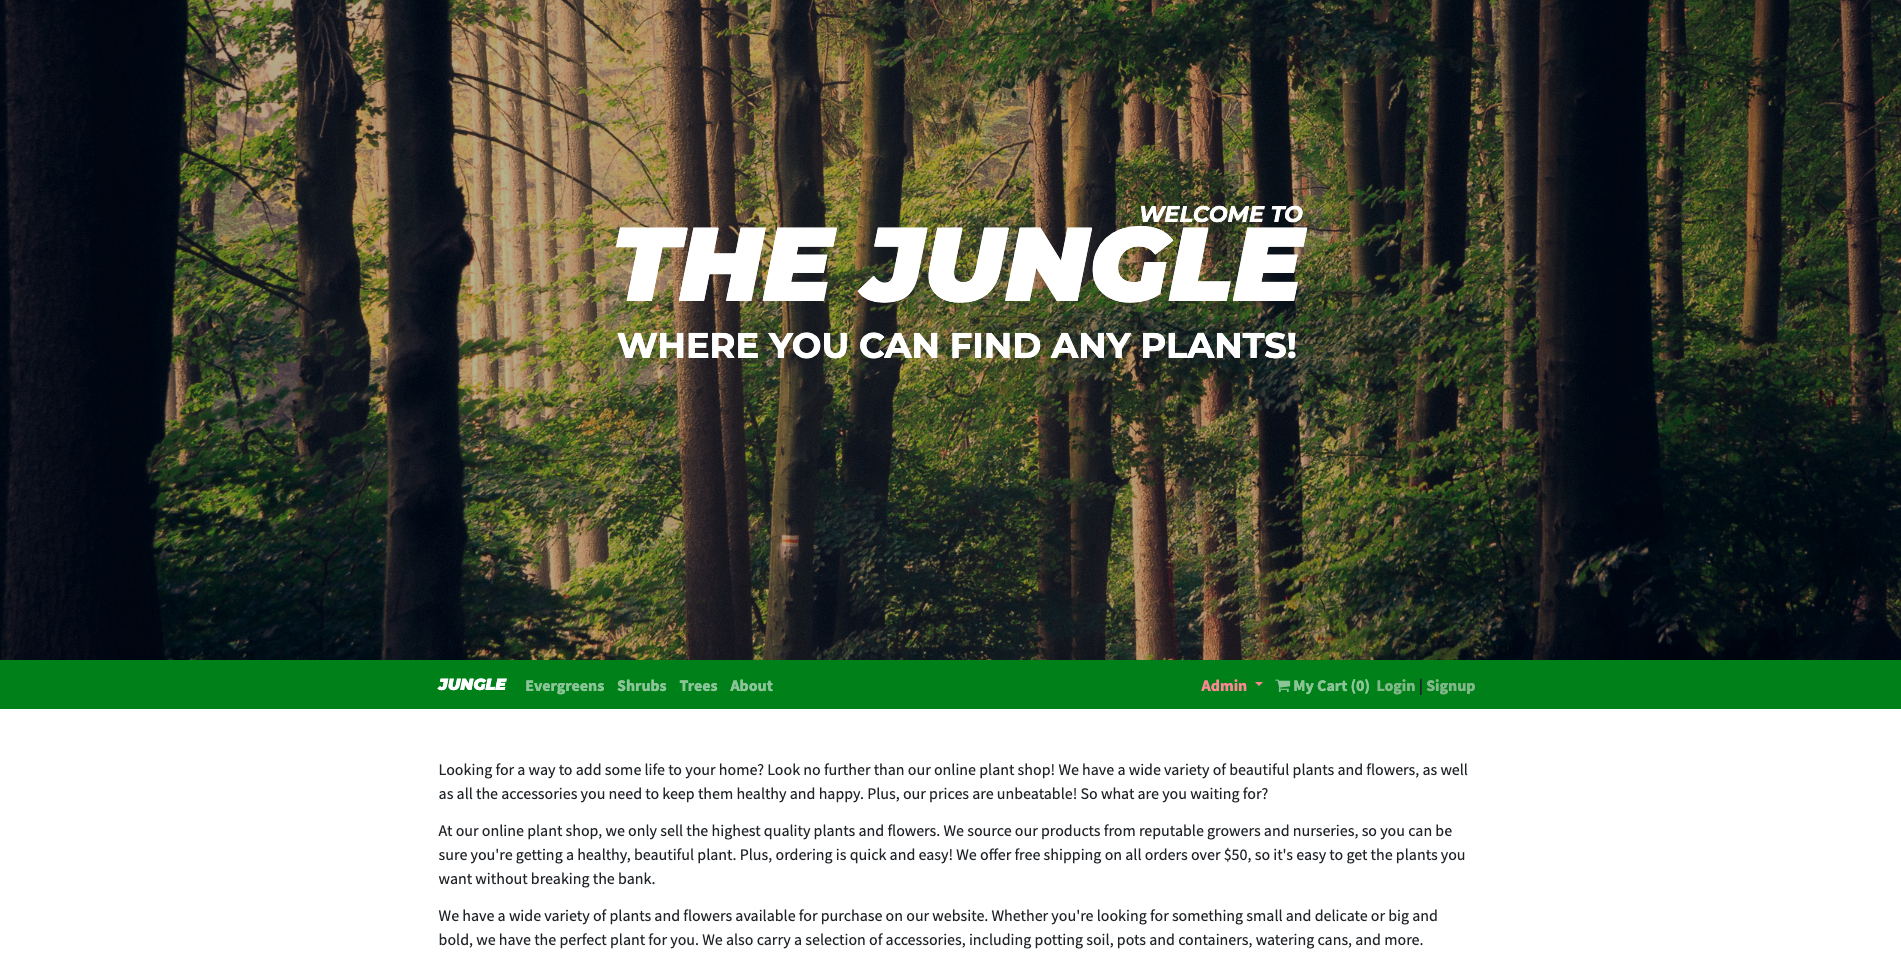 WELCOME TO
THE JUNGLE
WHERE YOU CAN FIND ANY PLANTS!
JUNGLE Evergreens Shrubs Trees About Admin My Cart (0) Login | Signup
Looking for a way to add some life to your home? Look no further than our online plant shop! We have a wide variety of beautiful plants and flowers, as well
as all the accessories you need to keep them healthy and happy. Plus, our prices are unbeatable! So what are you waiting for?
At our online plant shop, we only sell the highest quality plants and flowers. We source our products from reputable growers and nurseries, so you can be
sure you're getting a healthy, beautiful plant. Plus, ordering is quick and easy! We offer free shipping on all orders over $50, so it's easy to get the plants you
want without breaking the bank.
We have a wide variety of plants and flowers available for purchase on our website. Whether you're looking for something small and delicate or big and
bold, we have the perfect plant for you. We also carry a selection of accessories, including potting soil, pots and containers, watering cans, and more.